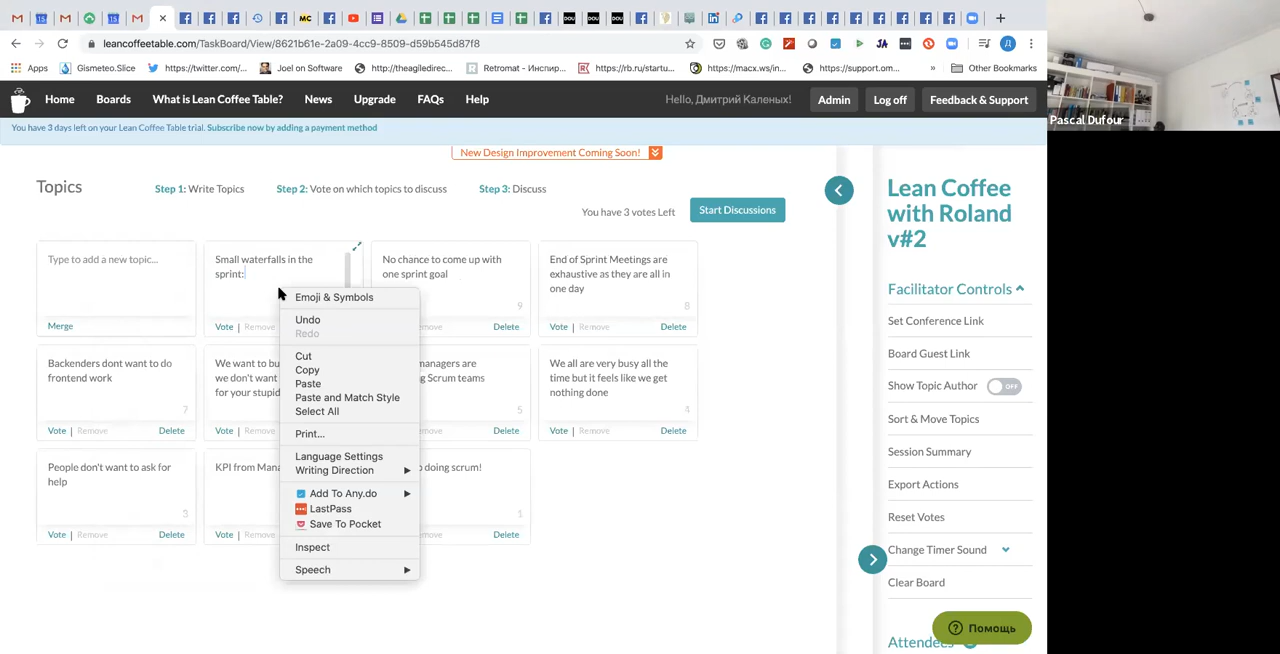 leancoffeetable.com/TaskBoard/View/8621b61e-2a09-4cc9-8509-d59b545d87f8
Apps
Gismeteo.Slice
https://twitter.com/...
Joel on Software
http://theagiledirec...
Retromat - Инспир...
https://rb.ru/startu...
https://macx.ws/in...
https://support.om...
»
Other Bookmarks
Home
Boards
What is Lean Coffee Table?
News
Upgrade
FAQs
Help
Hello, Дмитрий Каленых!
Admin
Log off
Feedback & Support
Pascal Dufour
You have 3 days left on your Lean Coffee Table trial. Subscribe now by adding a payment method
New Design Improvement Coming Soon!
Topics
Step 1: Write Topics
Step 2: Vote on which topics to discuss
Step 3: Discuss
You have 3 votes Left
Start Discussions
Type to add a new topic...
Merge
Small waterfalls in the
sprint:
Vote | Remove
No chance to come up with
one sprint goal
9
Delete
End of Sprint Meetings are
exhaustive as they are all in
one day
8
Vote | Remove
Delete
Backenders dont want to do
frontend work
7
Vote | Remove
Delete
We want to bu
we don't want
for your stupid
Vote | Remove
managers are
ng Scrum teams
5
Delete
We all are very busy all the
time but it feels like we get
nothing done
4
Vote | Remove
Delete
People don't want to ask for
help
3
Vote | Remove
Delete
KPI from Mana
Vote | Remove
doing scrum!
1
Delete
Emoji & Symbols
Undo
Redo
Cut
Copy
Paste
Paste and Match Style
Select All
Print...
Language Settings
Writing Direction
Add To Any.do
LastPass
Save To Pocket
Inspect
Speech
Lean Coffee
with Roland
v#2
Facilitator Controls
Set Conference Link
Board Guest Link
Show Topic Author
OFF
Sort & Move Topics
Session Summary
Export Actions
Reset Votes
Change Timer Sound
Clear Board
Помощь
Attendees